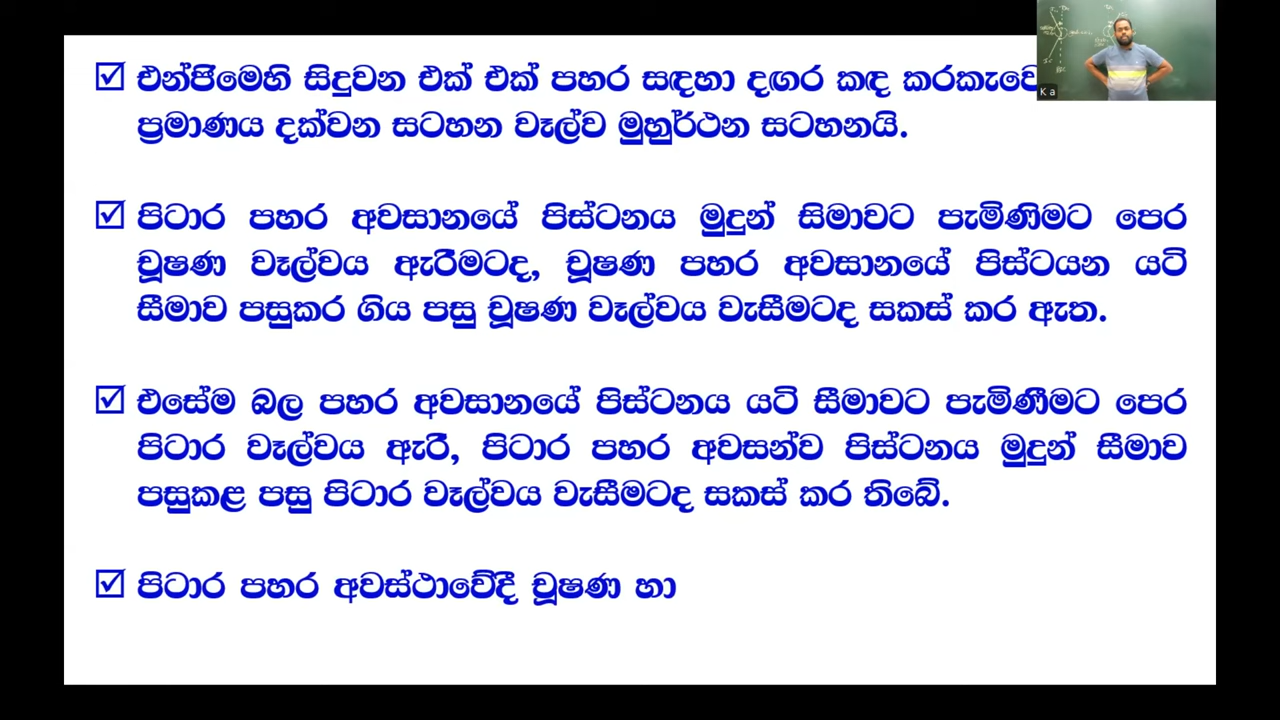 එන්ජිමෙහි සිදුවන එක් එක් පහර සඳහා දඟර කඳ
ප්‍රමාණය දක්වන සටහන වෑල්ව මුහුර්ථන සටහනයි.
පිටාර පහර අවසානයේ පිස්ටනය මුදුන් සිමාවට පැමිණිමට පෙර
චූෂණ වෑල්වය ඇරීමටද, චූෂණ පහර අවසානයේ පිස්ටයන යටි
සීමාව පසුකර ගිය පසු චූෂණ වෑල්වය වැසීමටද සකස් කර ඇත.
එසේම බල පහර අවසානයේ පිස්ටනය යටි සීමාවට පැමිණීමට පෙර
පිටාර වෑල්වය ඇරී, පිටාර පහර අවසන්ව පිස්ටනය මුදුන් සීමාව
පසුකළ පසු පිටාර වෑල්වය වැසීමටද සකස් කර තිබේ.
පිටාර පහර අවස්ථාවේදී චූෂණ හා
K a